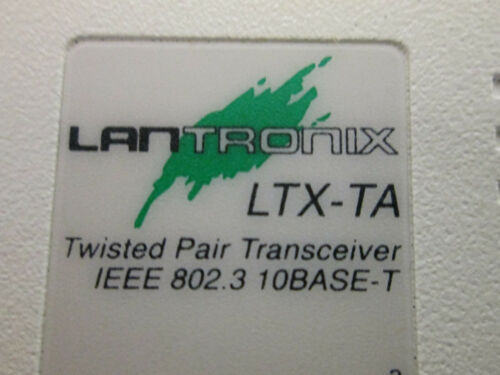 LANTRONIX
LTX-TA
Twisted Pair Transceiver
IEEE 802.3 10BASE-T